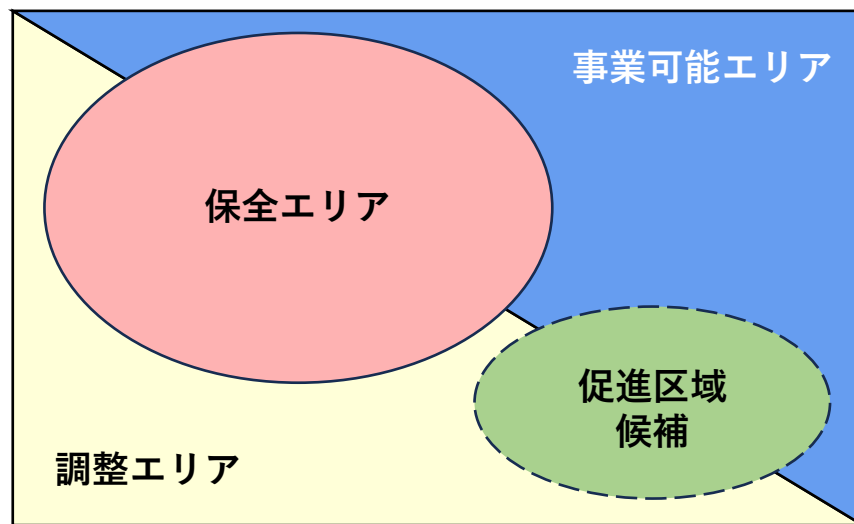 事業可能エリア
保全エリア
促進区域
候補
調整エリア